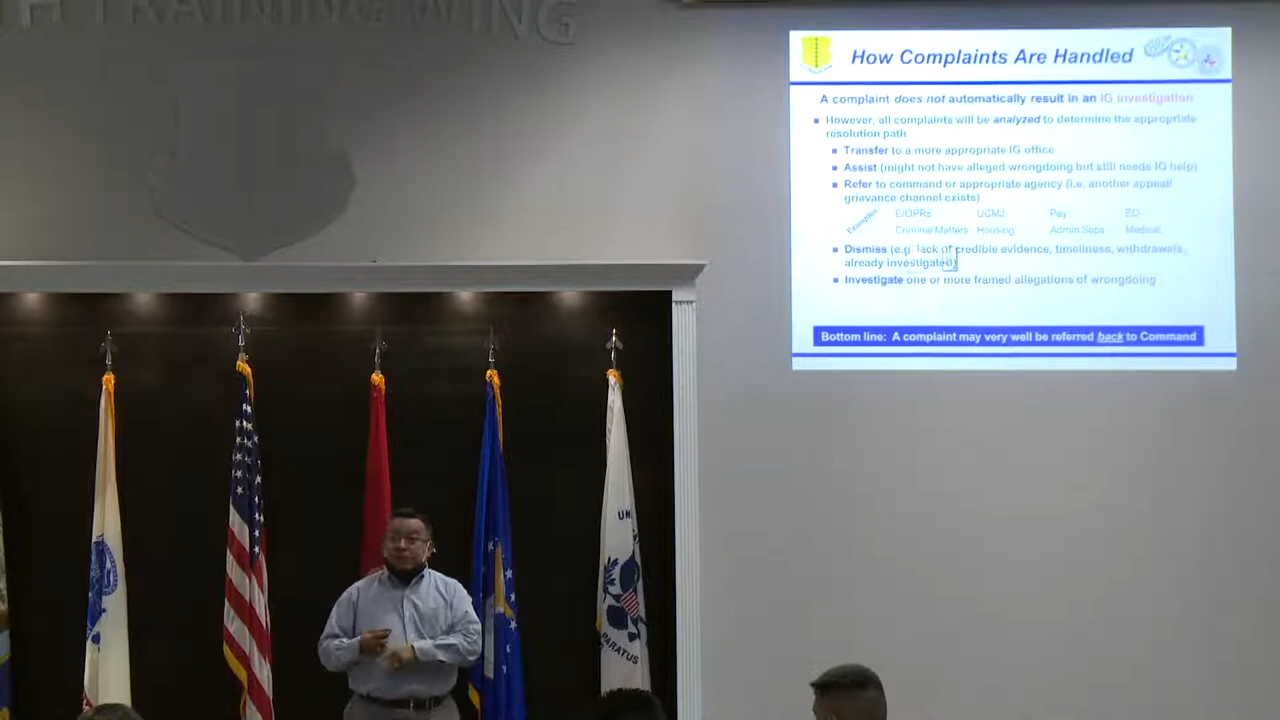 H TRAINING WING
How Complaints Are Handled
A complaint does not automatically result in an IG investigation
However, all complaints will be analyzed to determine the appropriate
resolution path
Transfer to a more appropriate IG office
Assist (might not have alleged wrongdoing but still needs IG help)
Refer to command or appropriate agency (i.e. another appeal/
grievance channel exists)
Examples
E/OPRs UCMJ Pay EO
Criminal Matters Housing Admin Seps Medical
Dismiss (e.g. lack of credible evidence, timeliness, withdrawals,
already investigated)
Investigate one or more framed allegations of wrongdoing
Bottom line: A complaint may very well be referred back to Command
UN
PARATUS